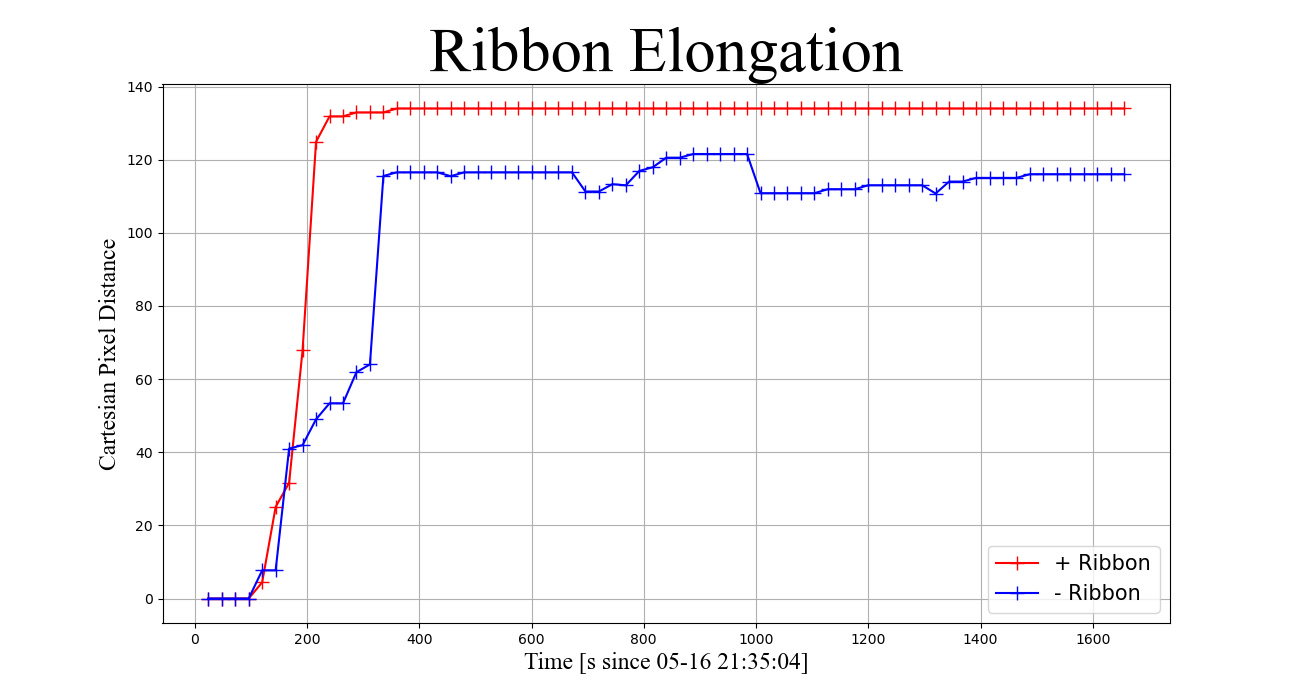 Ribbon Elongation
140
120
100
80
60
40
20
0
Cartesian Pixel Distance
+ Ribbon
- Ribbon
0 200 400 600 800 1000 1200 1400 1600
Time [s since 05-16 21:35:04]